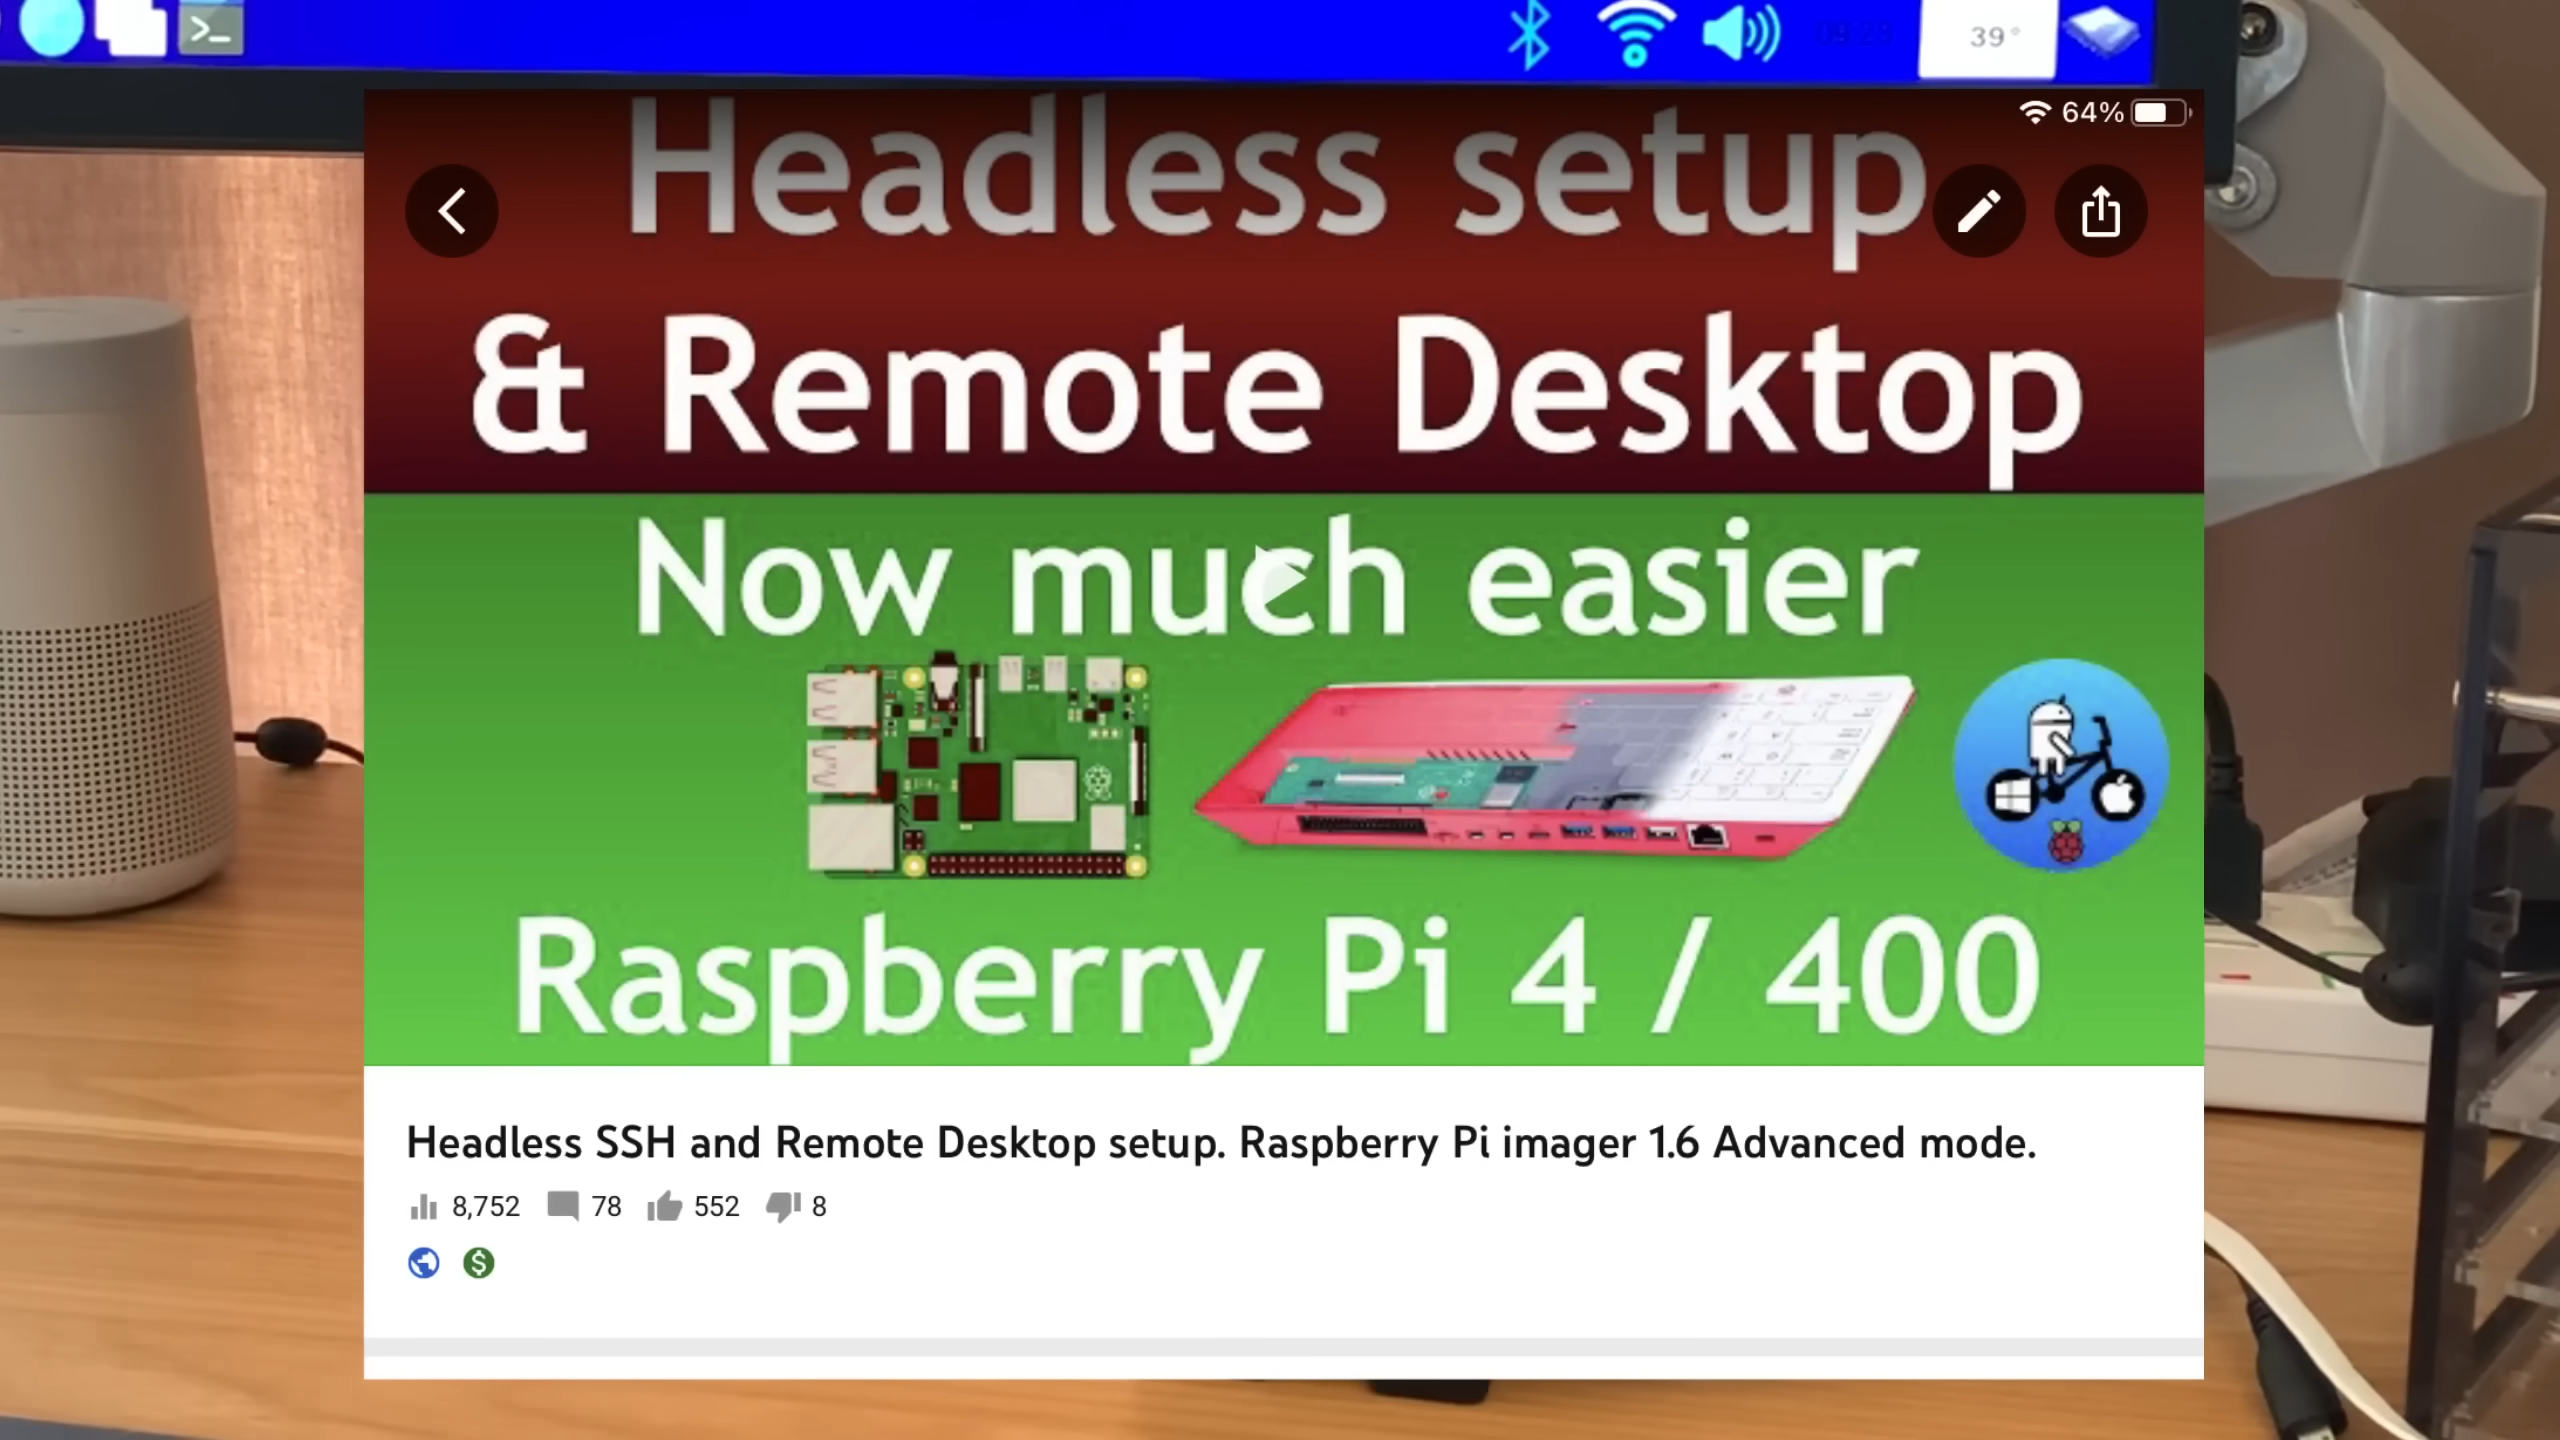 39°
64%
Headless setup
& Remote Desktop
Now much easier
Raspberry Pi 4 / 400
Headless SSH and Remote Desktop setup. Raspberry Pi imager 1.6 Advanced mode.
8,752 78 552 8